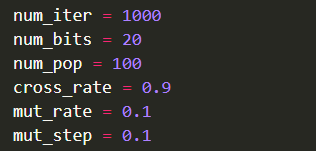 num_iter = 1000
num_bits = 20
num_pop = 100
cross_rate = 0.9
mut_rate = 0.1
mut_step = 0.1